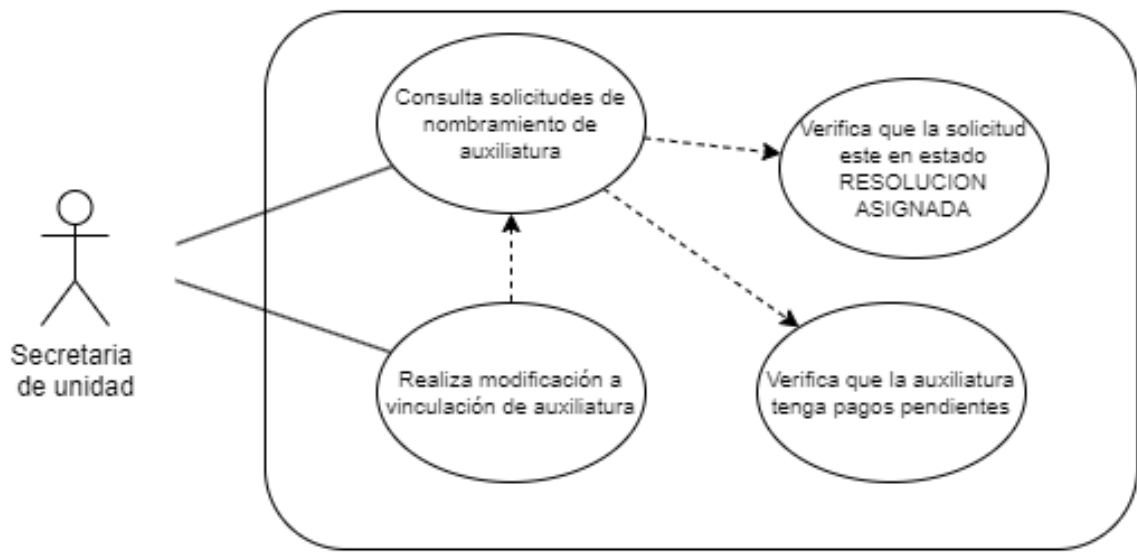 Consulta solicitudes de
nombramiento de
auxiliatura
Verifica que la solicitud
este en estado
RESOLUCION
ASIGNADA
Secretaria
de unidad
Realiza modificación a
vinculación de auxiliatura
Verifica que la auxiliatura
tenga pagos pendientes